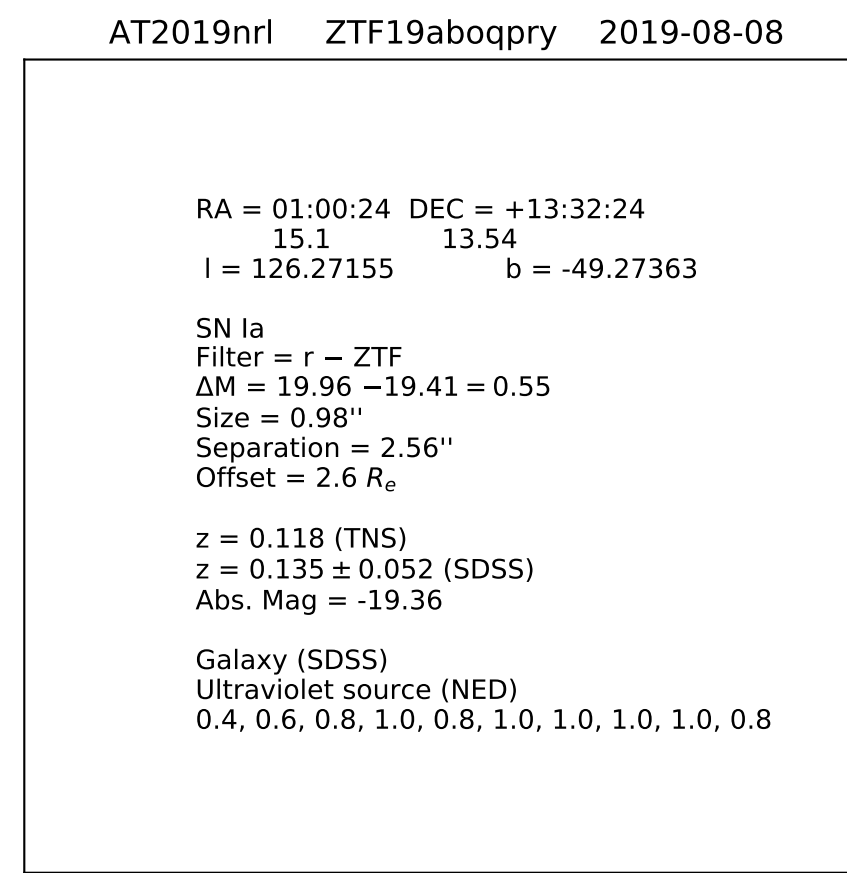 AT2019nrl ZTF19aboqpry 2019-08-08
RA = 01:00:24 DEC = +13:32:24
15.1 13.54
l = 126.27155 b = -49.27363
SN Ia
Filter = r − ZTF
ΔM = 19.96 −19.41 = 0.55
Size = 0.98''
Separation = 2.56''
Offset = 2.6 Re
z = 0.118 (TNS)
z = 0.135 ± 0.052 (SDSS)
Abs. Mag = -19.36
Galaxy (SDSS)
Ultraviolet source (NED)
0.4, 0.6, 0.8, 1.0, 0.8, 1.0, 1.0, 1.0, 1.0, 0.8